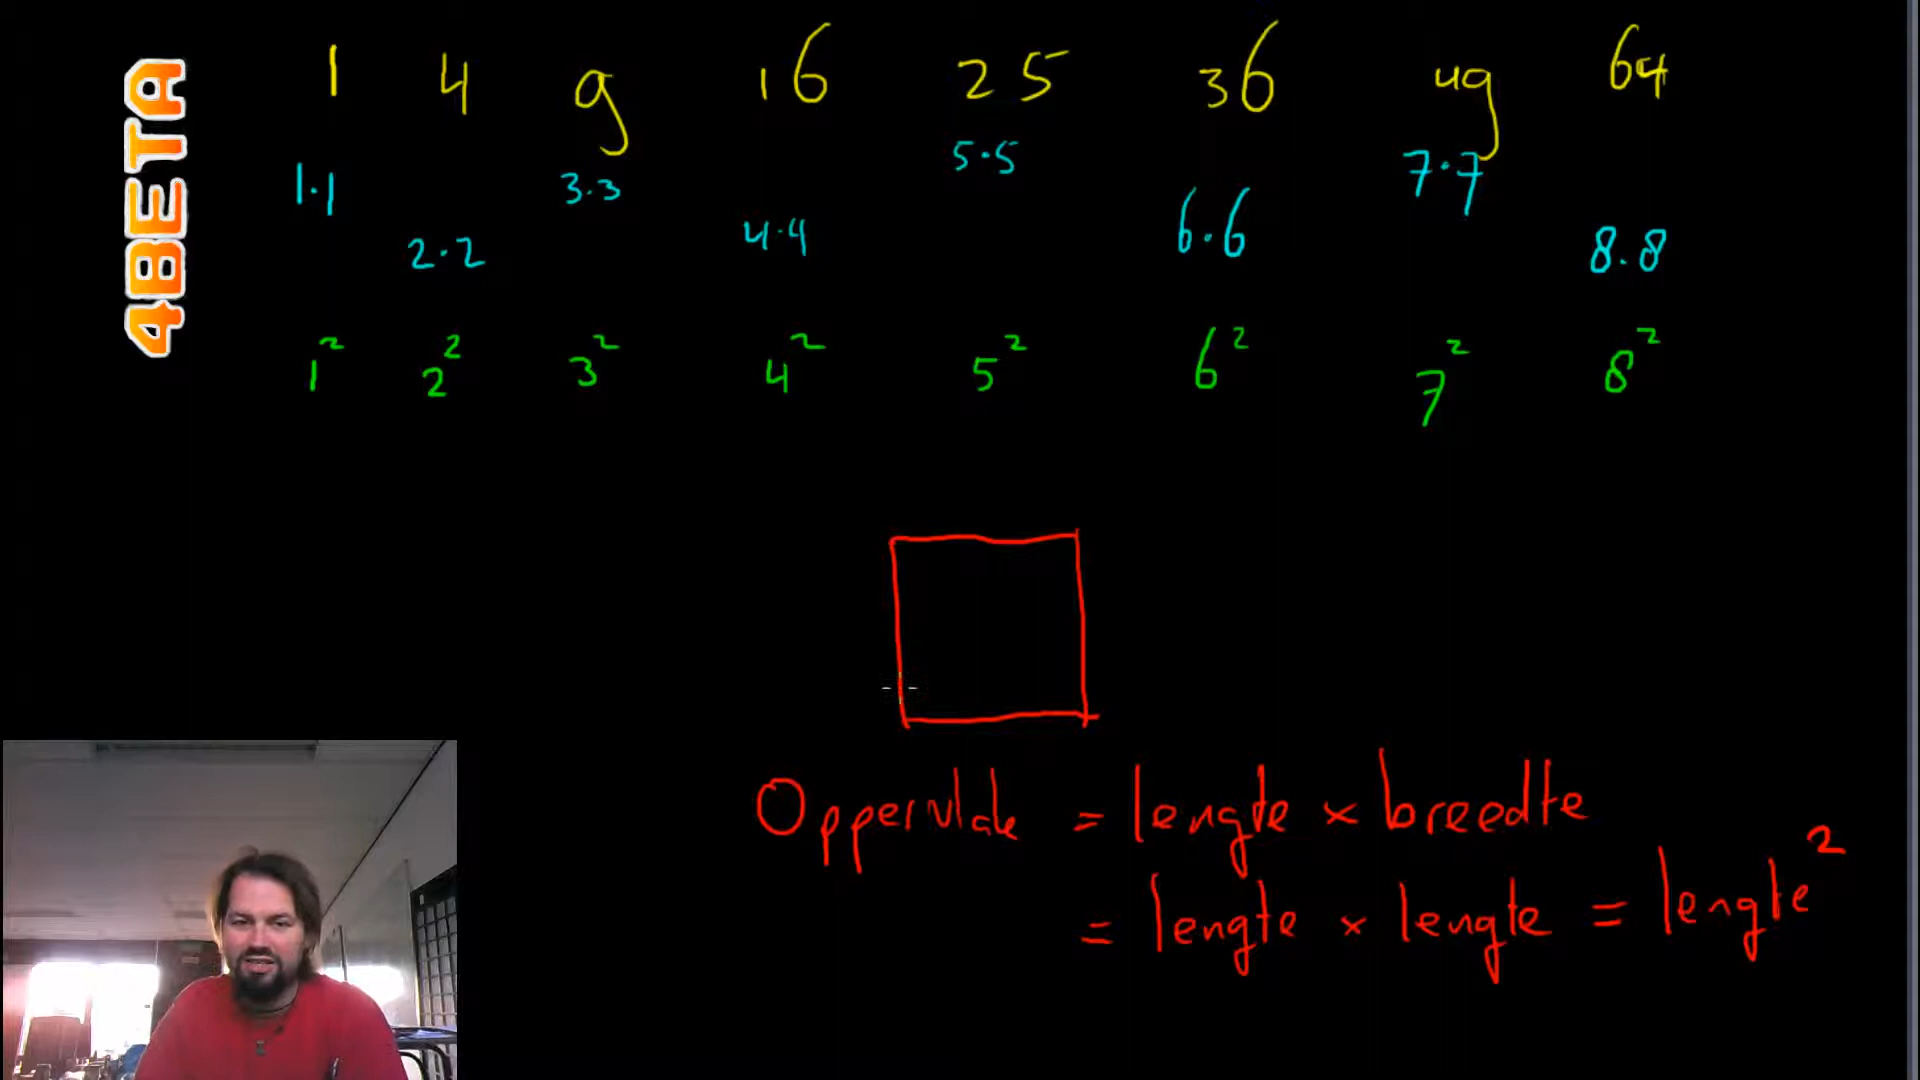 4BETA
1 4 9 16 25 36 49 64
1·1 2·2 3·3 4·4 5·5 6·6 7·7 8·8
1² 2² 3² 4² 5² 6² 7² 8²
Oppervlak = lengte × breedte
= lengte × lengte = lengte²